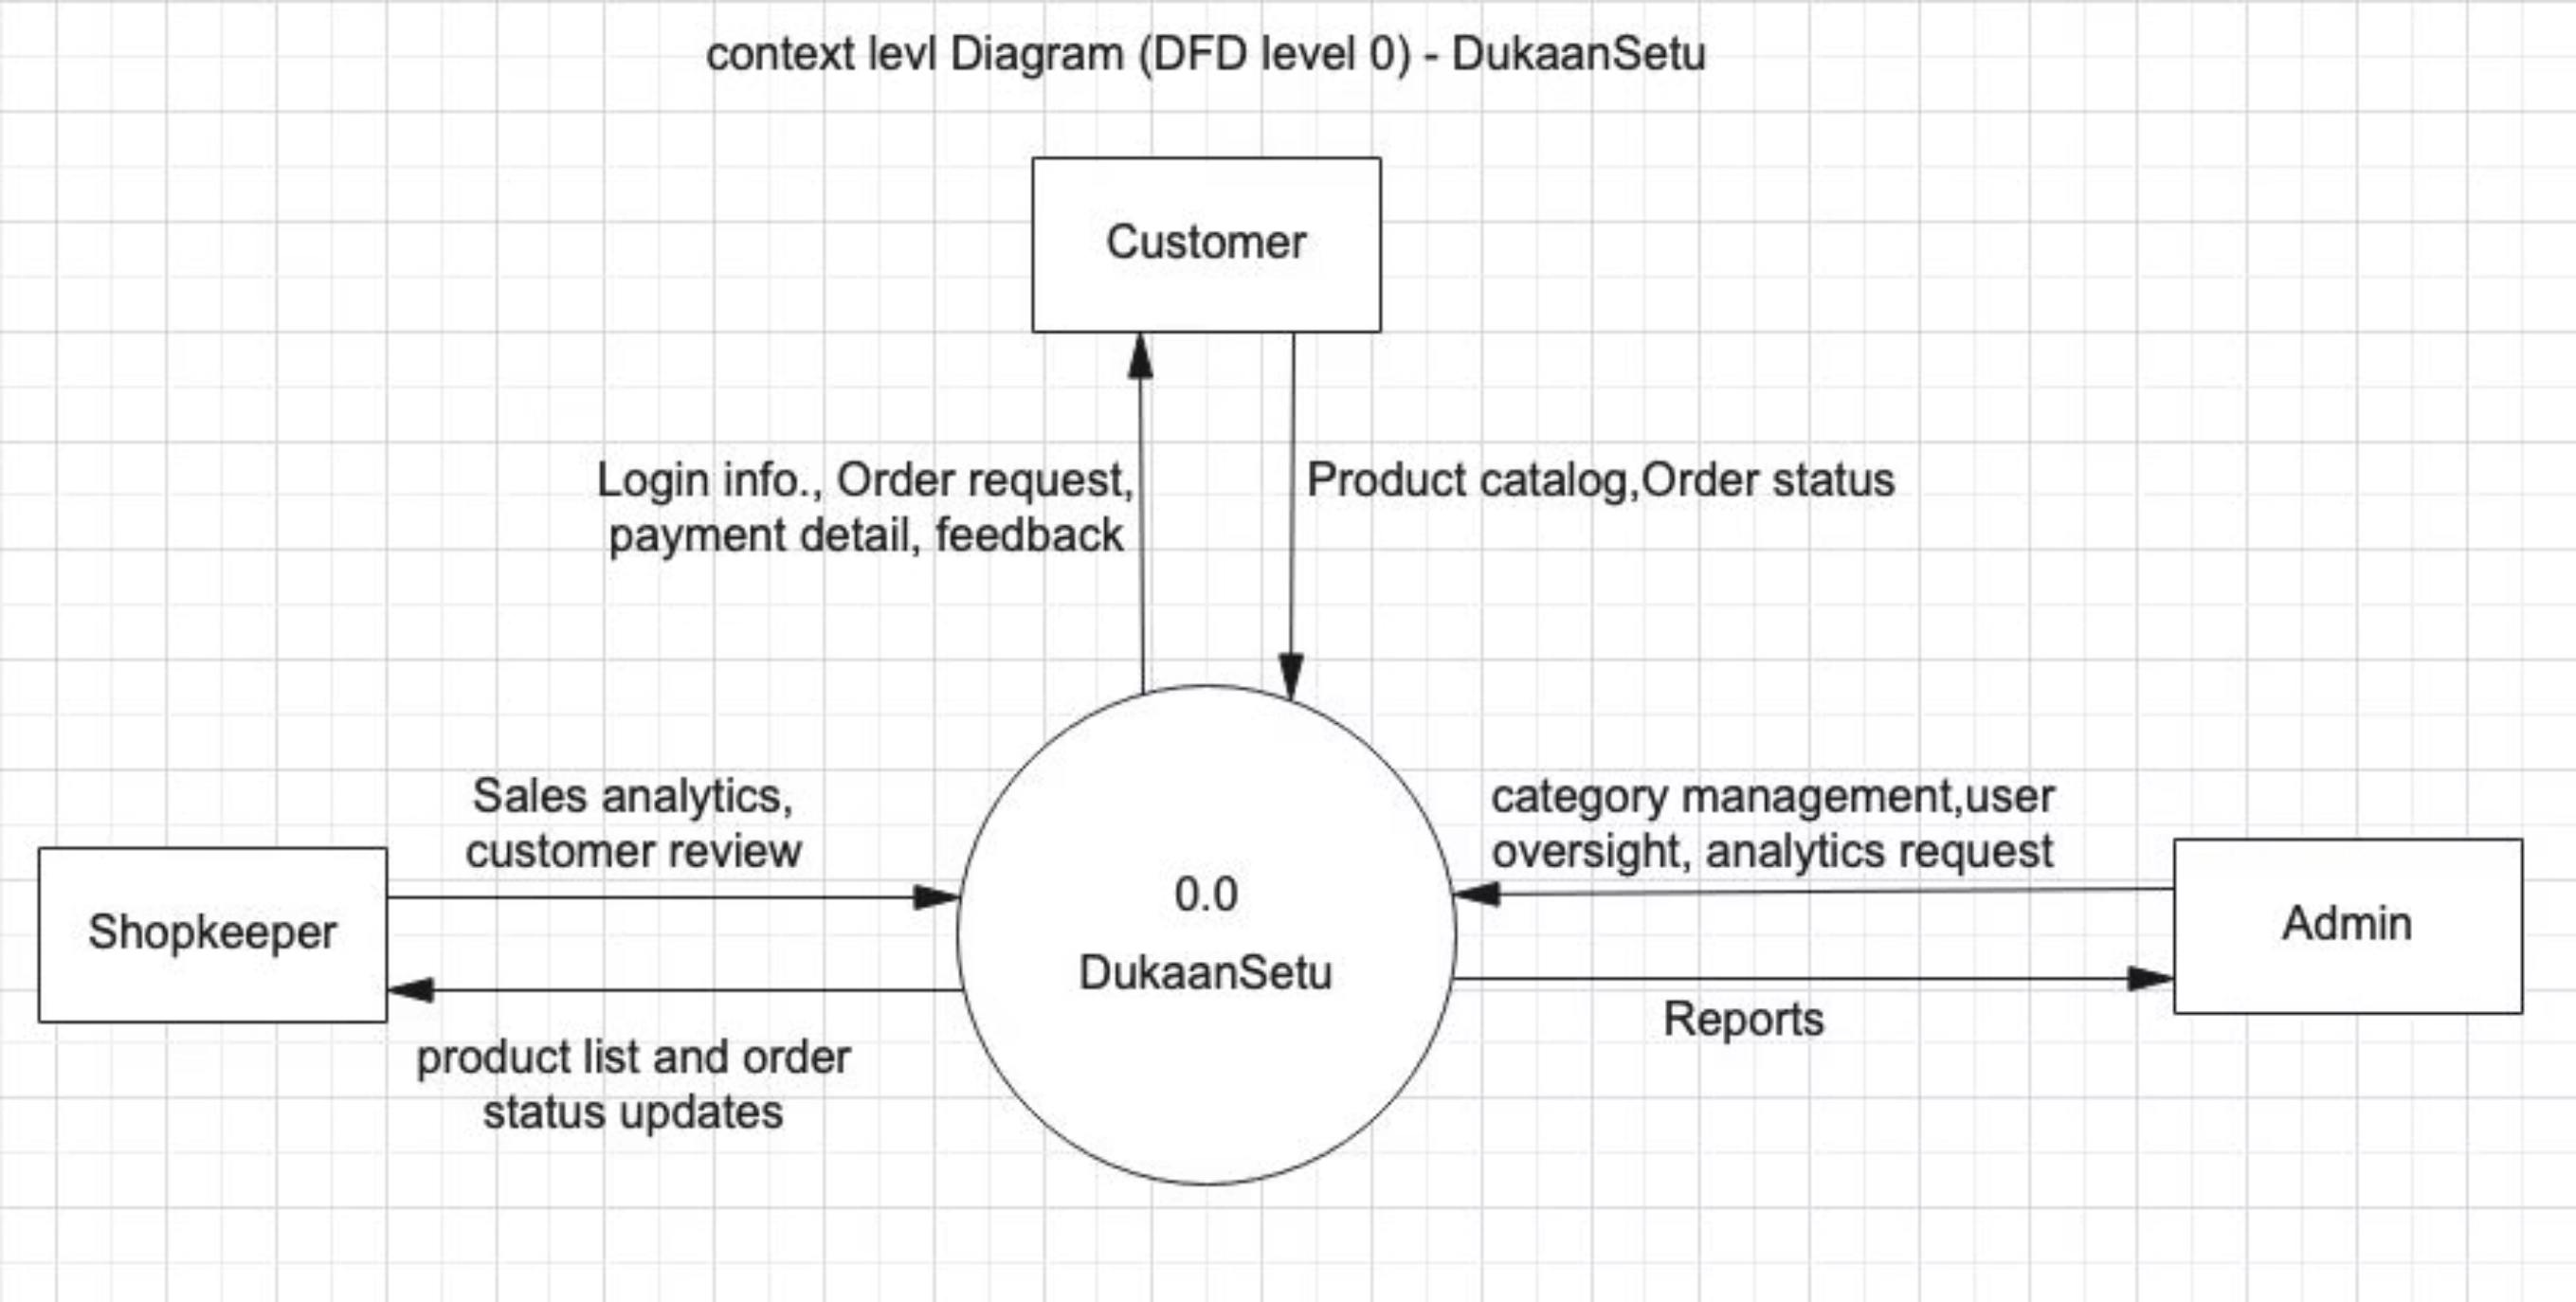 context levl Diagram (DFD level 0) - DukaanSetu
Customer
Login info., Order request,
payment detail, feedback
Product catalog,Order status
Sales analytics,
customer review
category management,user
oversight, analytics request
Shopkeeper
0.0
DukaanSetu
Admin
Reports
product list and order
status updates